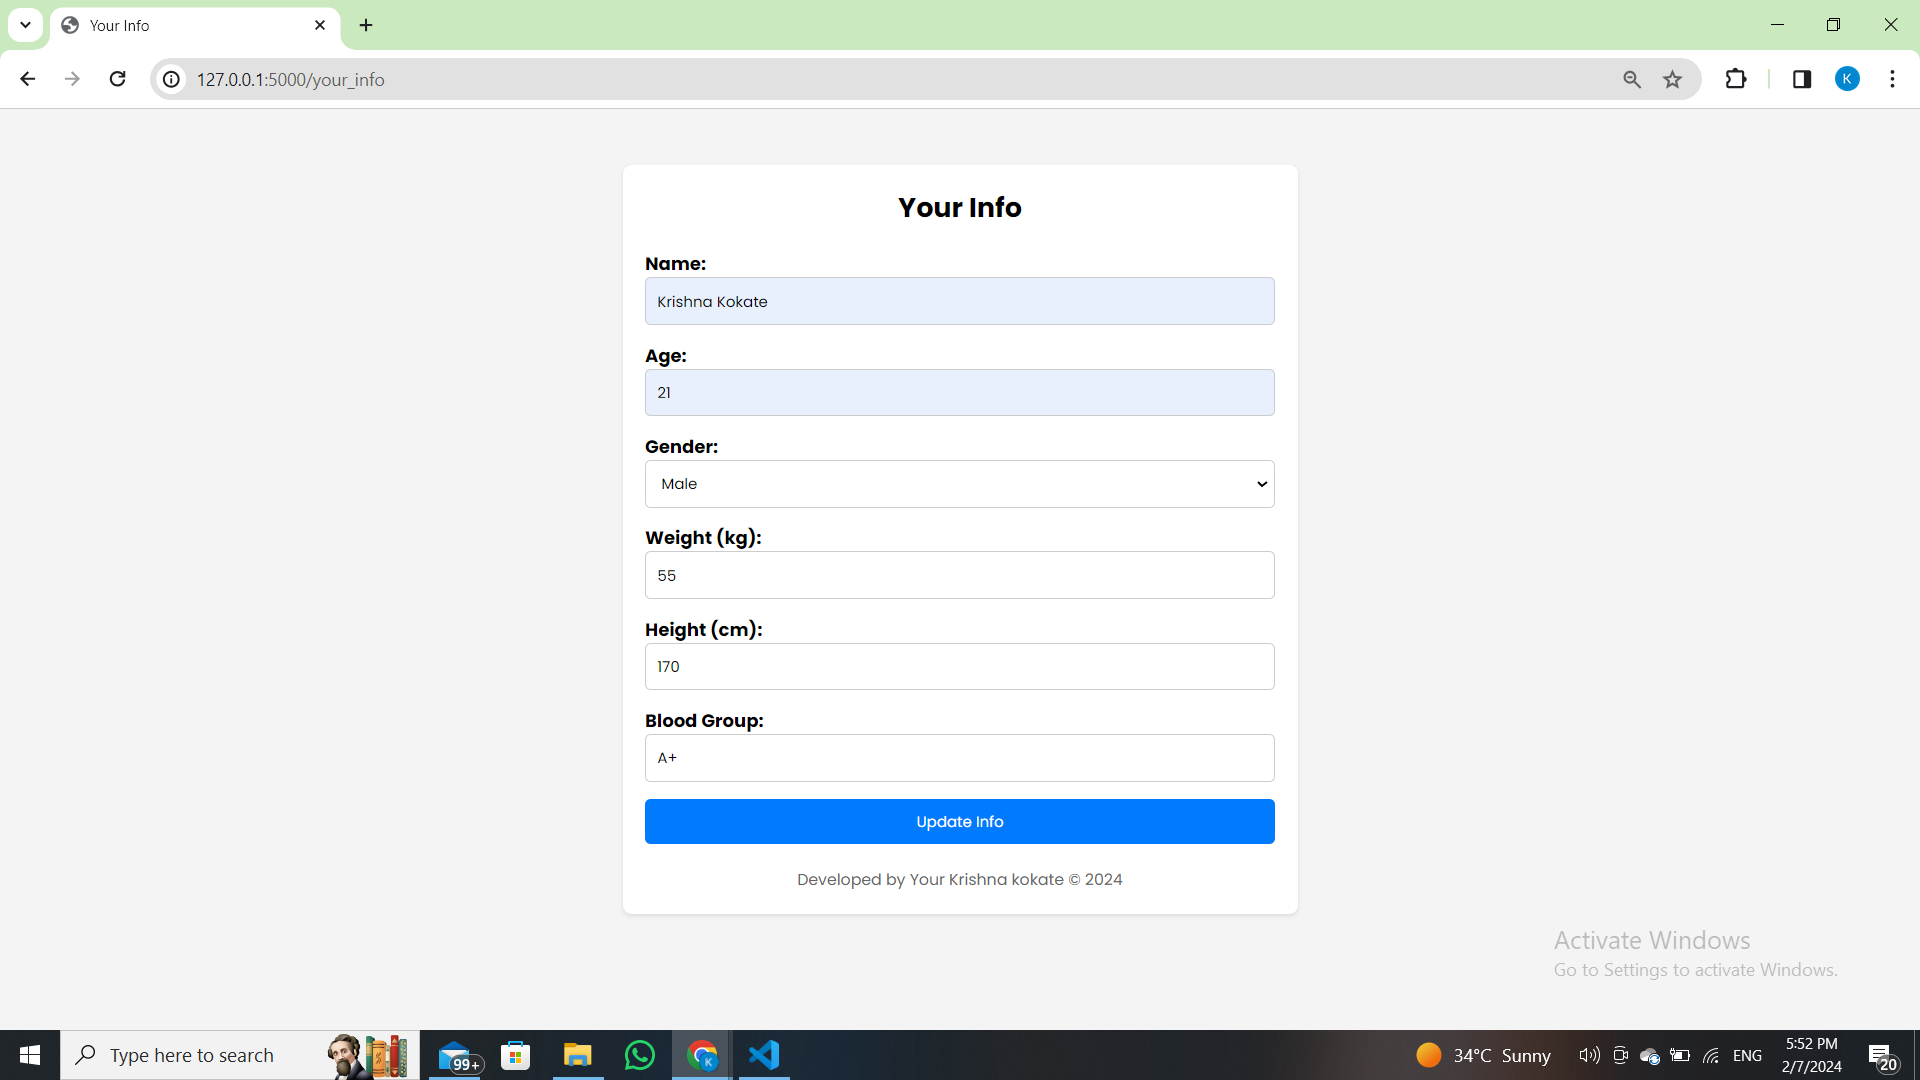 Your Info
127.0.0.1:5000/your_info
K
Your Info
Name:
Krishna Kokate
Age:
21
Gender:
Male
Weight (kg):
55
Height (cm):
170
Blood Group:
A+
Update Info
Developed by Your Krishna kokate © 2024
Activate Windows
Go to Settings to activate Windows.
Type here to search
99+
K
34°C Sunny
ENG
5:52 PM
2/7/2024
20